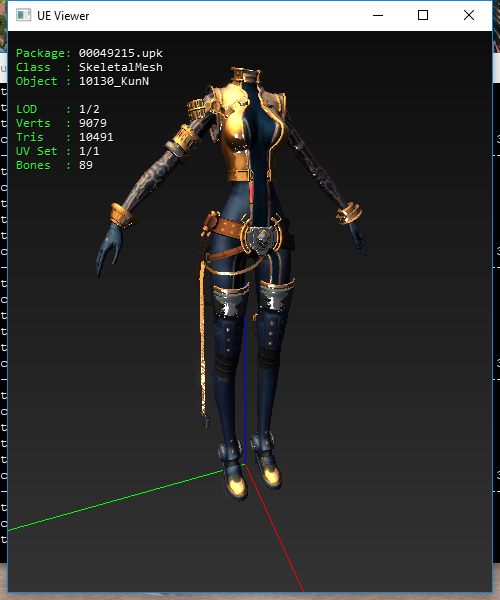 UE Viewer
Package: 00049215.upk
Class  : SkeletalMesh
Object : 10130_KunN
LOD    : 1/2
Verts  : 9079
Tris   : 10491
UV Set : 1/1
Bones  : 89